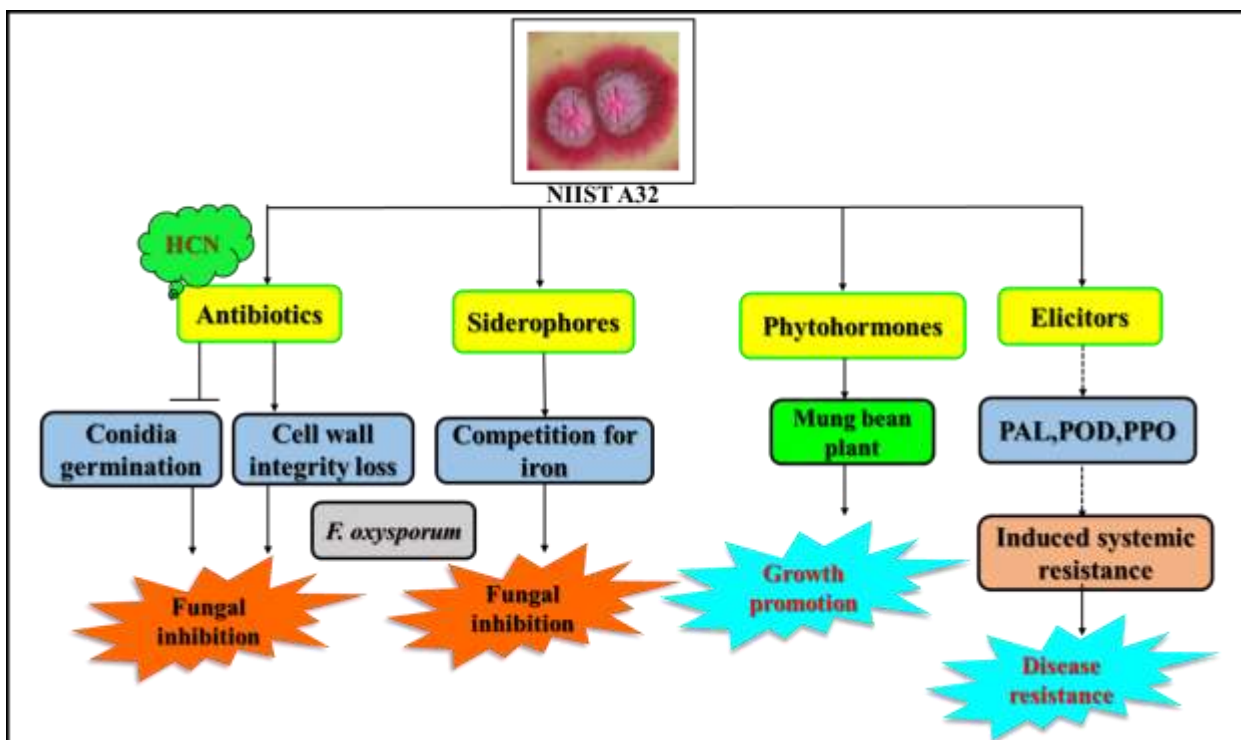 NIIST A32
HCN
Antibiotics
Siderophores
Phytohormones
Elicitors
Conidia
germination
Cell wall
integrity loss
Competition for
iron
Mung bean
plant
PAL,POD,PPO
F. oxysporum
Induced systemic
resistance
Fungal
inhibition
Fungal
inhibition
Growth
promotion
Disease
resistance